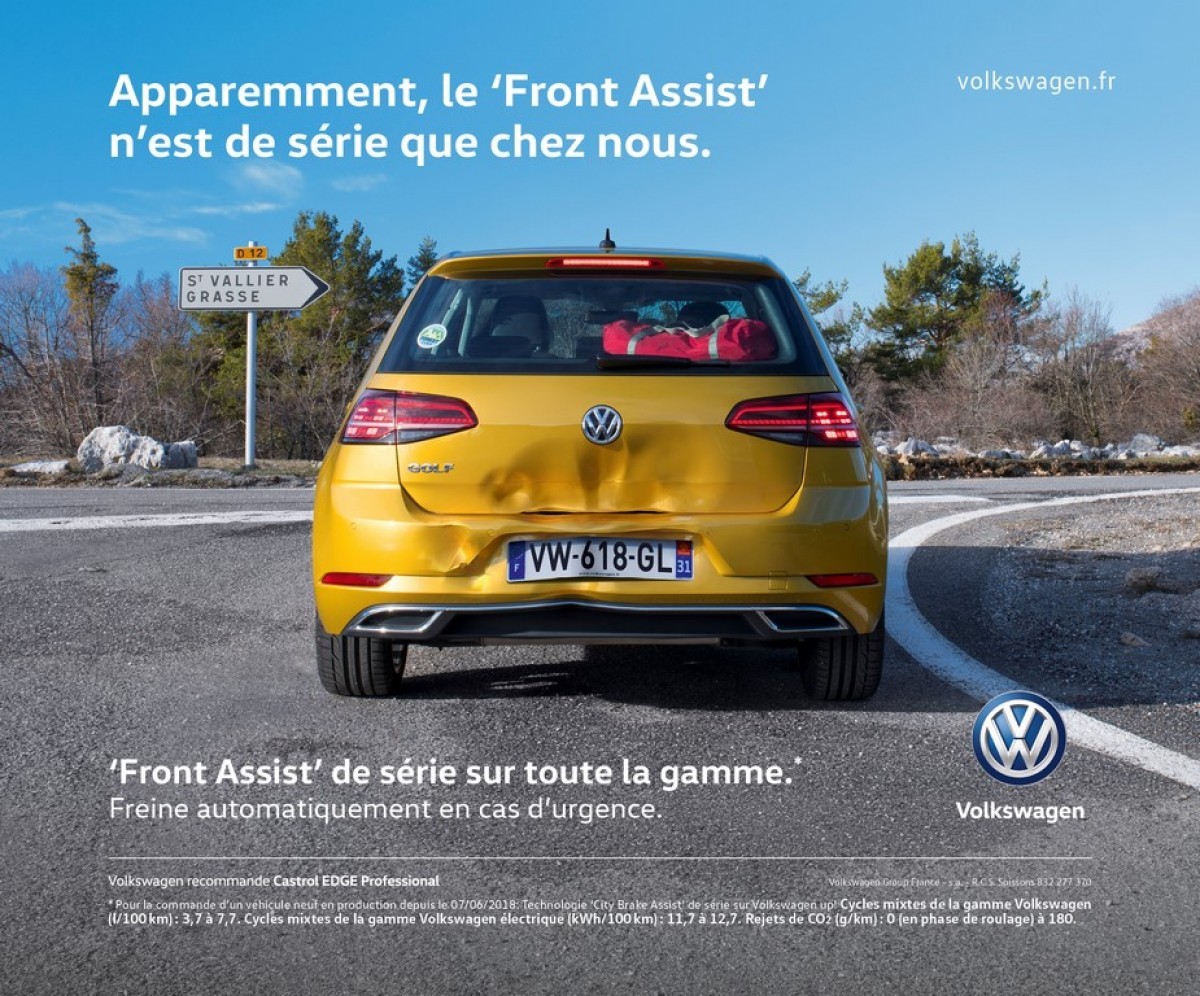 Apparemment, le ‘Front Assist’
n’est de série que chez nous.
volkswagen.fr
D 12
ST VALLIER
GRASSE
GOLF
F VW-618-GL 31
‘Front Assist’ de série sur toute la gamme.*
Freine automatiquement en cas d’urgence.
Volkswagen
Volkswagen recommande Castrol EDGE Professional
Volkswagen Group France – s.a. – R.C.S. Soissons 832 277 370
* Pour la commande d’un véhicule neuf en production depuis le 07/06/2018. Technologie ‘City Brake Assist’ de série sur Volkswagen up! Cycles mixtes de la gamme Volkswagen
(l/100 km) : 3,7 à 7,7. Cycles mixtes de la gamme Volkswagen électrique (kWh/100 km) : 11,7 à 12,7. Rejets de CO2 (g/km) : 0 (en phase de roulage) à 180.